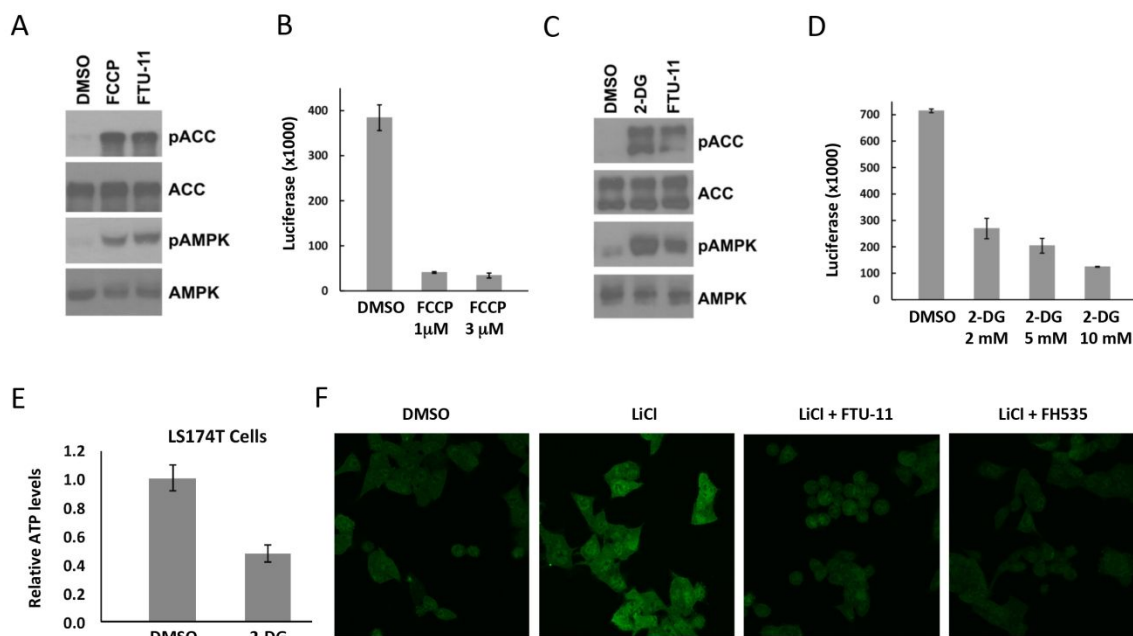 A
DMSO
FCCP
FTU-11
pACC
ACC
pAMPK
AMPK
B
Luciferase (x1000)
400
300
200
100
0
DMSO
FCCP
1μM
FCCP
3 μM
C
DMSO
2-DG
FTU-11
pACC
ACC
pAMPK
AMPK
D
Luciferase (x1000)
700
600
500
400
300
200
100
0
DMSO
2-DG
2 mM
2-DG
5 mM
2-DG
10 mM
E
LS174T Cells
Relative ATP levels
1.2
1.0
0.8
0.6
0.4
0.2
0.0
DMSO
2-DG
F
DMSO
LiCl
LiCl + FTU-11
LiCl + FH535